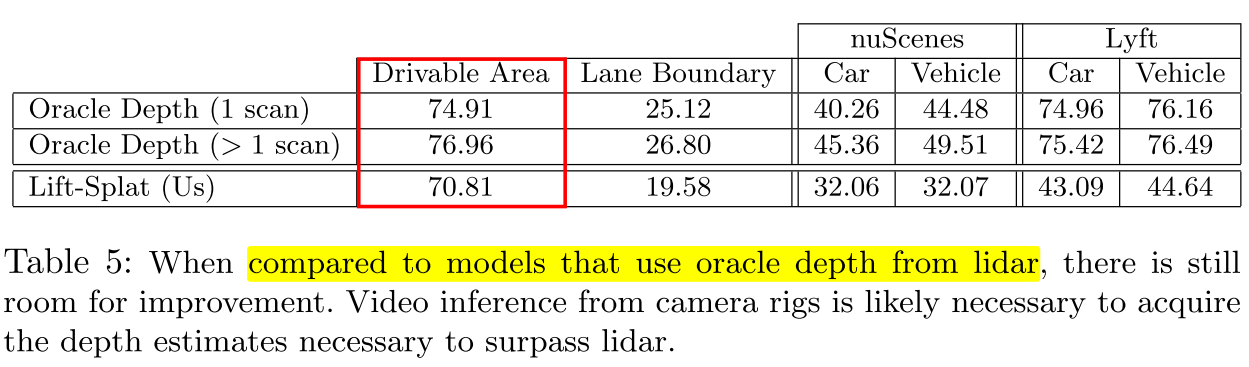 nuScenes Lyft
Drivable Area Lane Boundary Car Vehicle Car Vehicle
Oracle Depth (1 scan) 74.91 25.12 40.26 44.48 74.96 76.16
Oracle Depth (> 1 scan) 76.96 26.80 45.36 49.51 75.42 76.49
Lift-Splat (Us) 70.81 19.58 32.06 32.07 43.09 44.64
Table 5: When compared to models that use oracle depth from lidar, there is still
room for improvement. Video inference from camera rigs is likely necessary to acquire
the depth estimates necessary to surpass lidar.